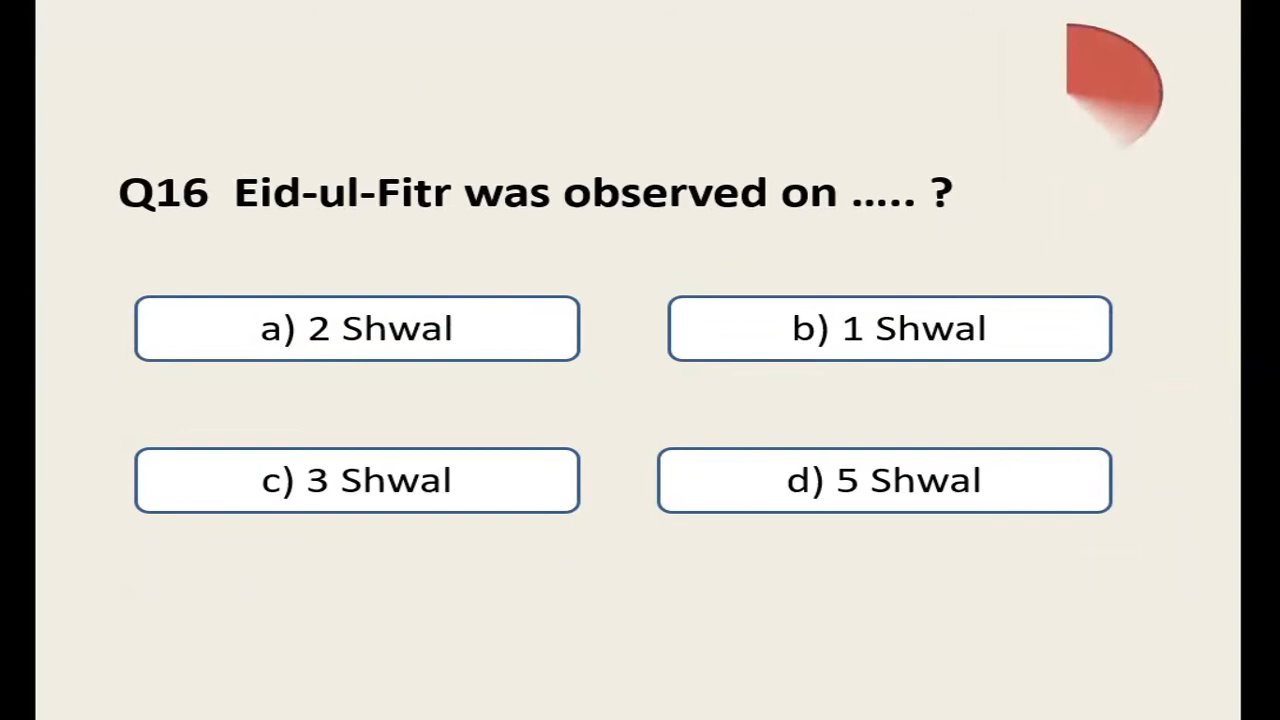 Q16 Eid-ul-Fitr was observed on ..... ?
a) 2 Shwal
b) 1 Shwal
c) 3 Shwal
d) 5 Shwal